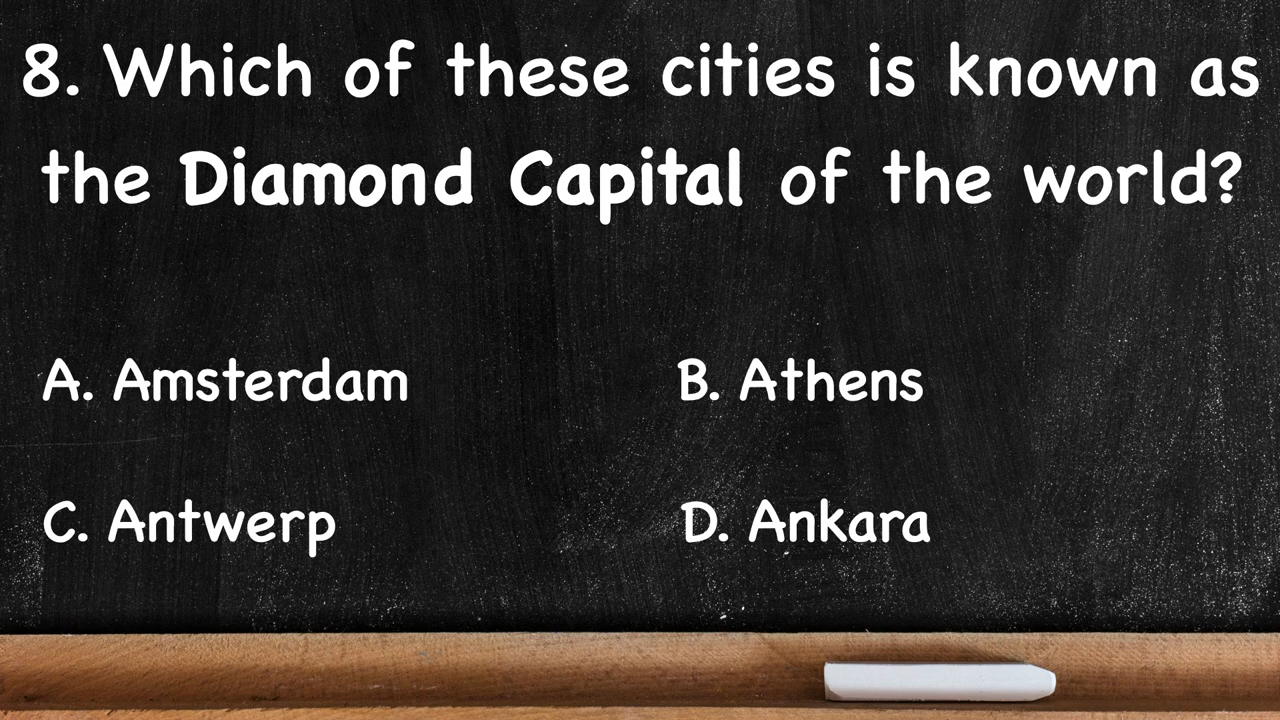 8. Which of these cities is known as
the Diamond Capital of the world?
A. Amsterdam
B. Athens
C. Antwerp
D. Ankara